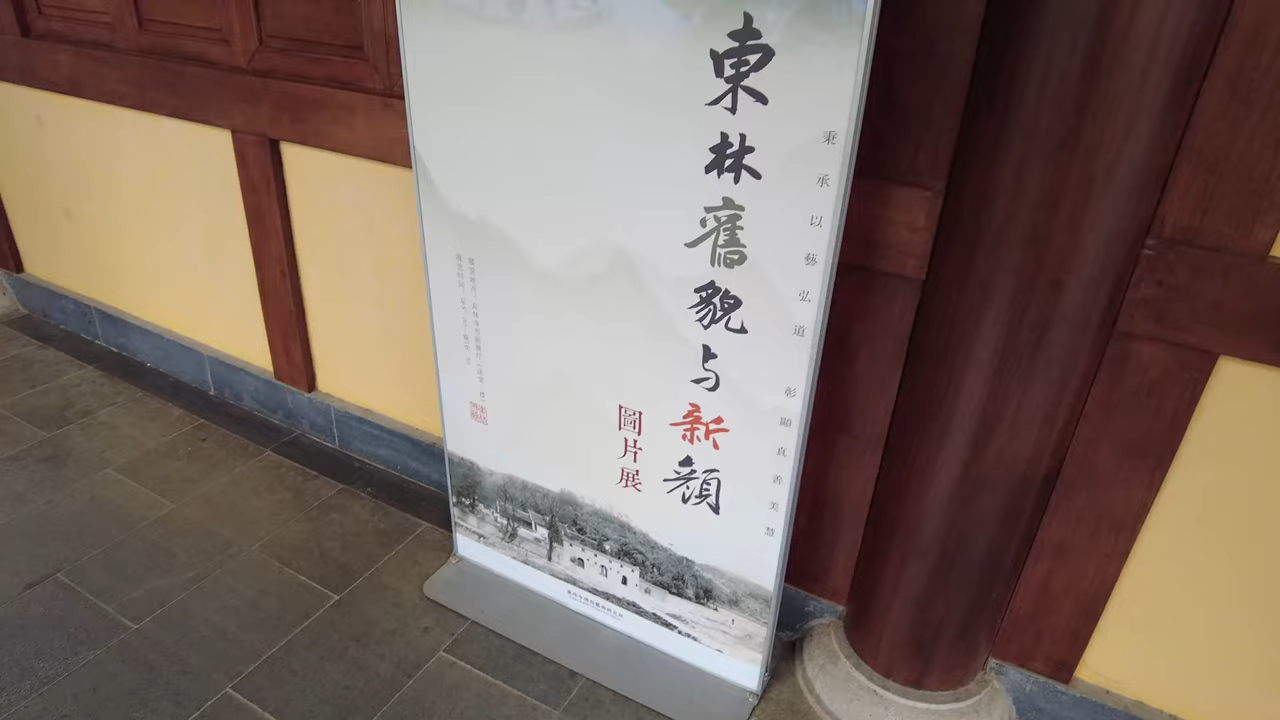 秉承以藝弘道 彰顯真善美慧
東林舊貌与新顏
圖片展